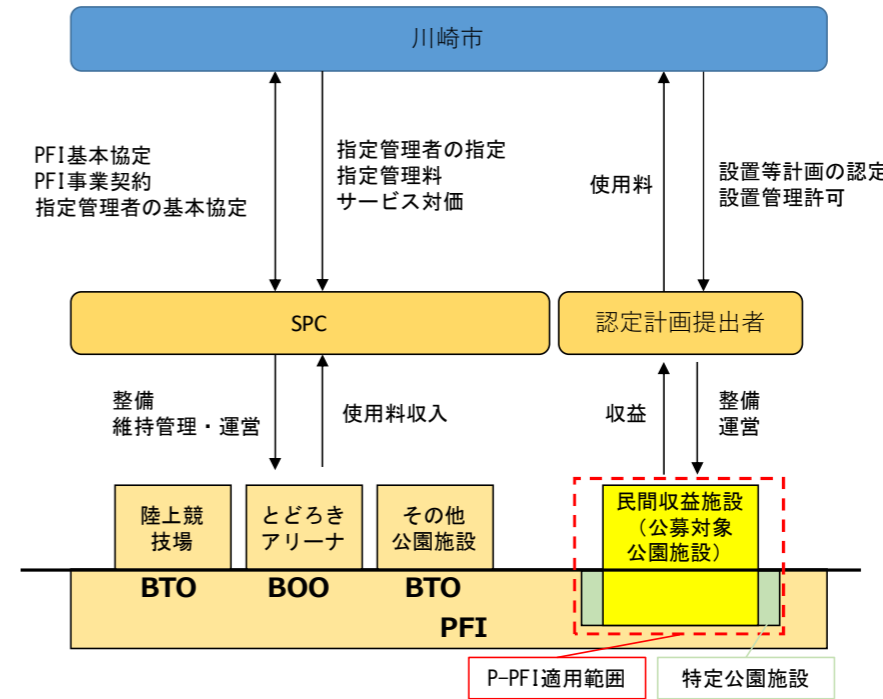 川崎市
PFI基本協定
PFI事業契約
指定管理者の基本協定
指定管理者の指定
指定管理料
サービス対価
使用料
設置等計画の認定
設置管理許可
SPC
認定計画提出者
整備
維持管理・運営
使用料収入
収益
整備
運営
陸上競
技場
とどろき
アリーナ
その他
公園施設
民間収益施設
（公募対象
公園施設）
BTO
BOO
BTO
PFI
P-PFI適用範囲
特定公園施設